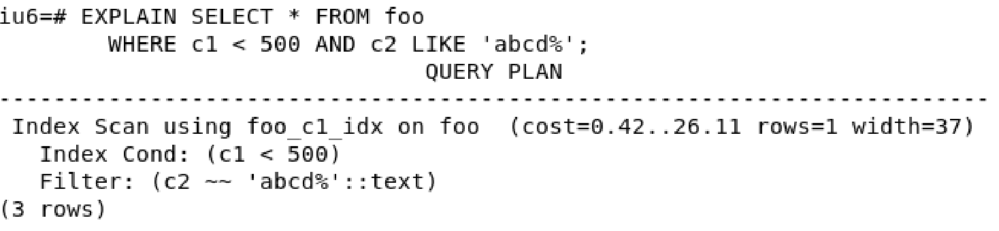 iu6=# EXPLAIN SELECT * FROM foo
WHERE c1 < 500 AND c2 LIKE 'abcd%';
QUERY PLAN
------------------------------------------------------------------------
Index Scan using foo_c1_idx on foo  (cost=0.42..26.11 rows=1 width=37)
Index Cond: (c1 < 500)
Filter: (c2 ~~ 'abcd%'::text)
(3 rows)